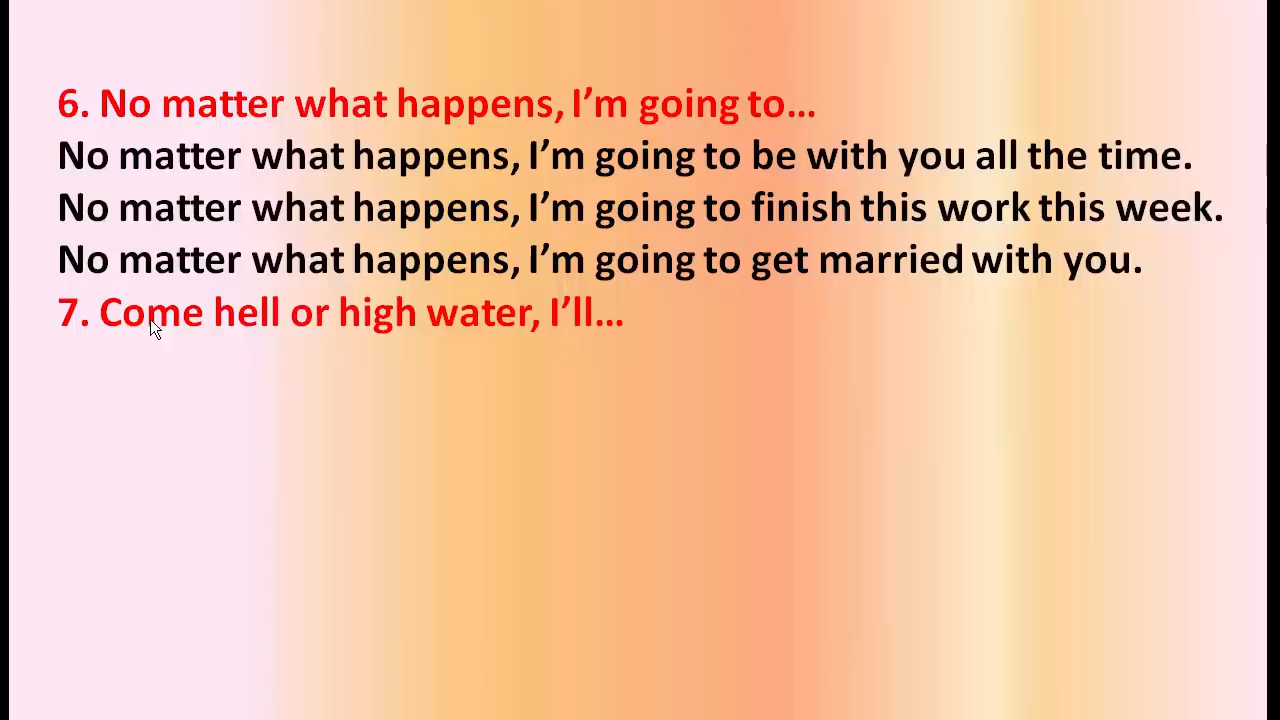 6. No matter what happens, I’m going to…
No matter what happens, I’m going to be with you all the time.
No matter what happens, I’m going to finish this work this week.
No matter what happens, I’m going to get married with you.
7. Come hell or high water, I’ll…